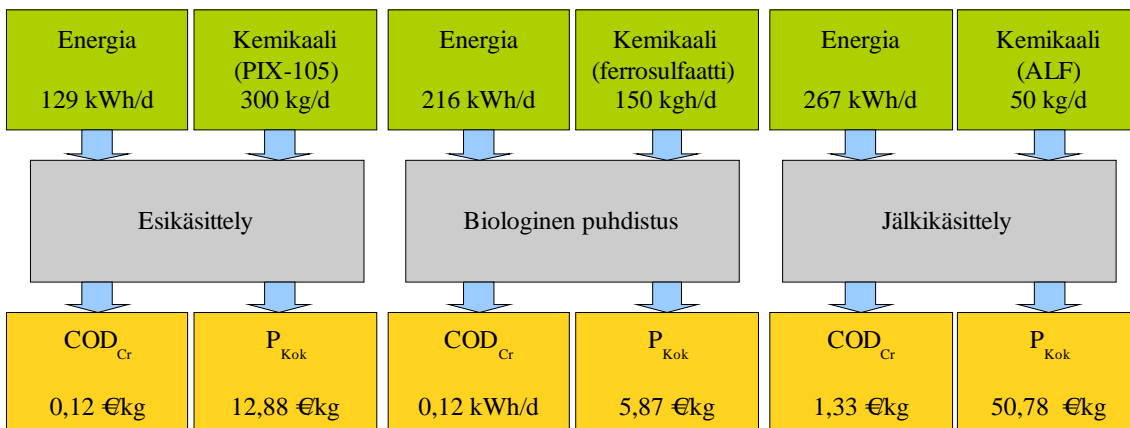 Energia
129 kWh/d
Kemikaali
(PIX-105)
300 kg/d
Energia
216 kWh/d
Kemikaali
(ferrosulfaatti)
150 kgh/d
Energia
267 kWh/d
Kemikaali
(ALF)
50 kg/d
Esikäsittely
Biologinen puhdistus
Jälkikäsittely
COD Cr
0,12 €/kg
P Kok
12,88 €/kg
COD Cr
0,12 kWh/d
P Kok
5,87 €/kg
COD Cr
1,33 €/kg
P Kok
50,78 €/kg